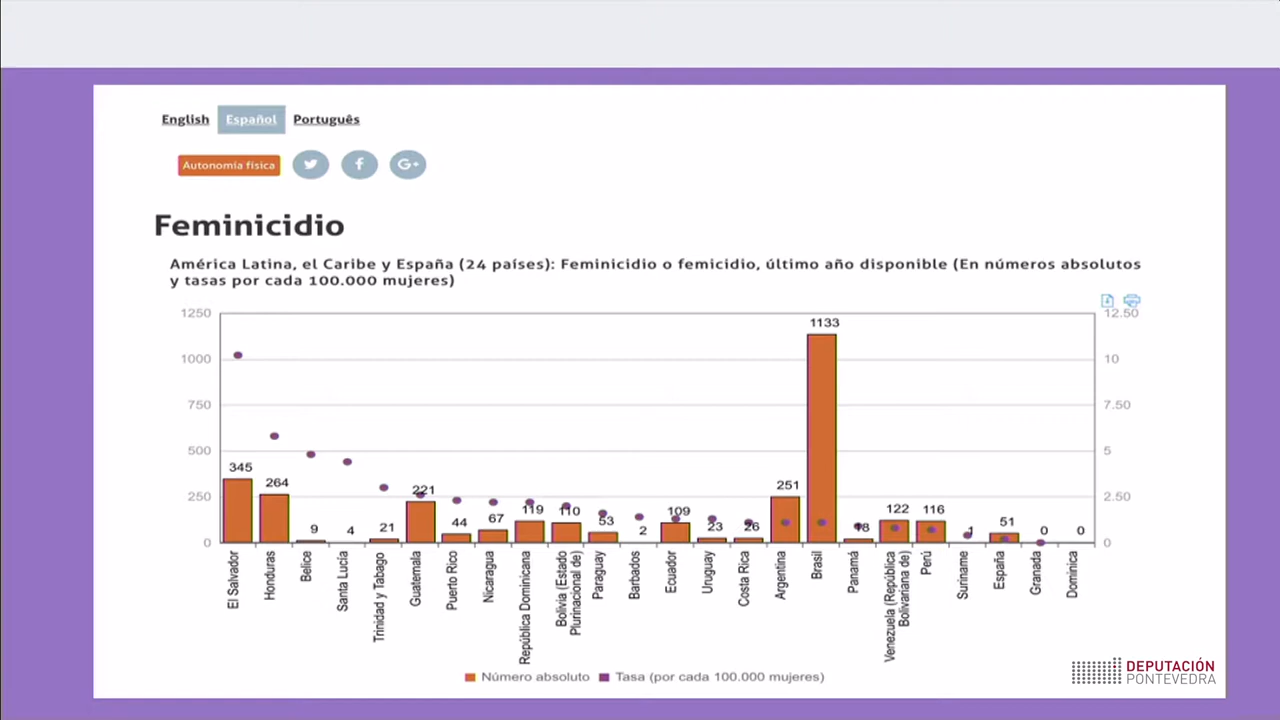 English Español Português
Autonomía física
Feminicidio
América Latina, el Caribe y España (24 países): Feminicidio o femicidio, último año disponible (En números absolutos
y tasas por cada 100.000 mujeres)
1250 12.50
1000 10
750 7.50
500 5
250 2.50
0 0
345 264 9 4 21 221 44 67 119 110 53 2 109 23 26 251 1133 18 122 116 1 51 0 0
El Salvador
Honduras
Belice
Santa Lucía
Trinidad y Tabago
Guatemala
Puerto Rico
Nicaragua
República Dominicana
Bolivia (Estado
Plurinacional de)
Paraguay
Barbados
Ecuador
Uruguay
Costa Rica
Argentina
Brasil
Panamá
Venezuela (República
Bolivariana de)
Perú
Suriname
España
Granada
Dominica
Número absoluto Tasa (por cada 100.000 mujeres)
DEPUTACIÓN
PONTEVEDRA